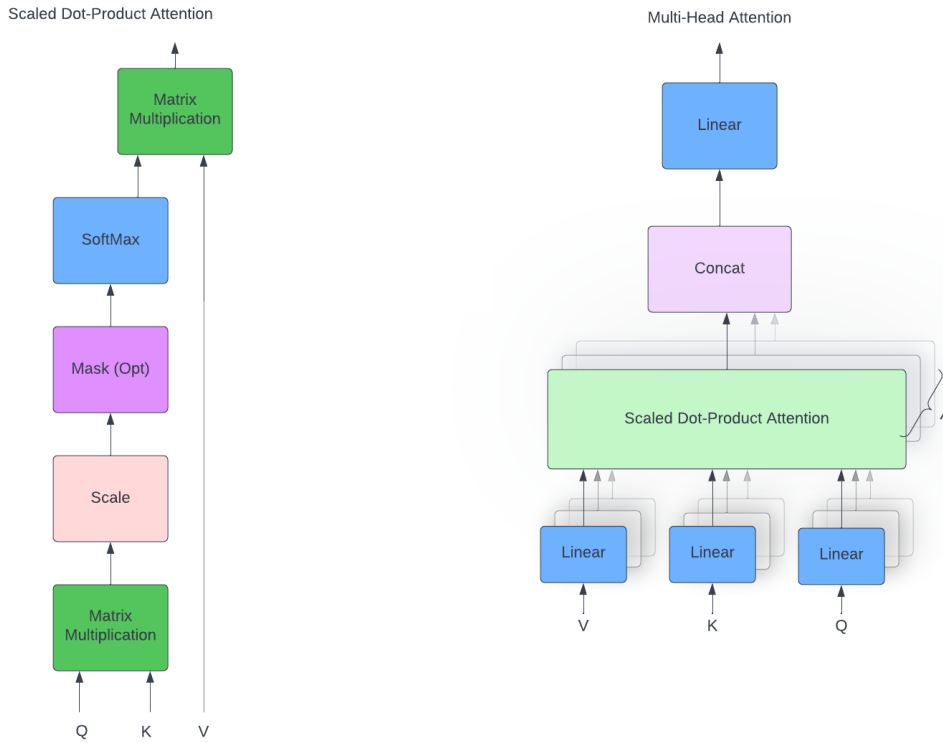 Scaled Dot-Product Attention
Matrix
Multiplication
SoftMax
Mask (Opt)
Scale
Matrix
Multiplication
Q
K
V
Multi-Head Attention
Linear
Concat
Scaled Dot-Product Attention
Linear
Linear
Linear
V
K
Q